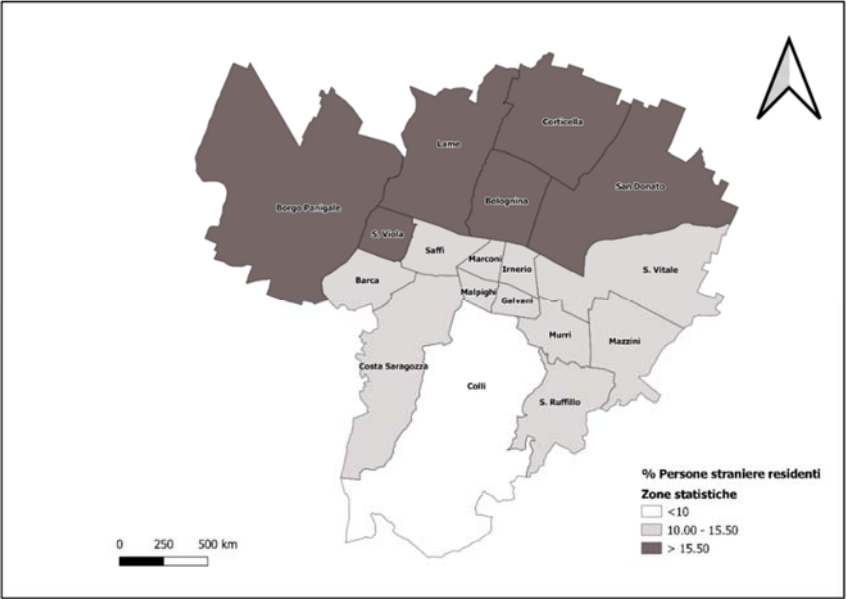 Corticella
Lame
San Donato
Bolognina
Borgo Panigale
S. Viola
Saffi
Marconi
Irnerio
S. Vitale
Barca
Malpighi
Galvani
Murri
Mazzini
Costa Saragozza
Colli
S. Ruffillo
% Persone straniere residenti
Zone statistiche
<10
10.00 - 15.50
> 15.50
0 250 500 km